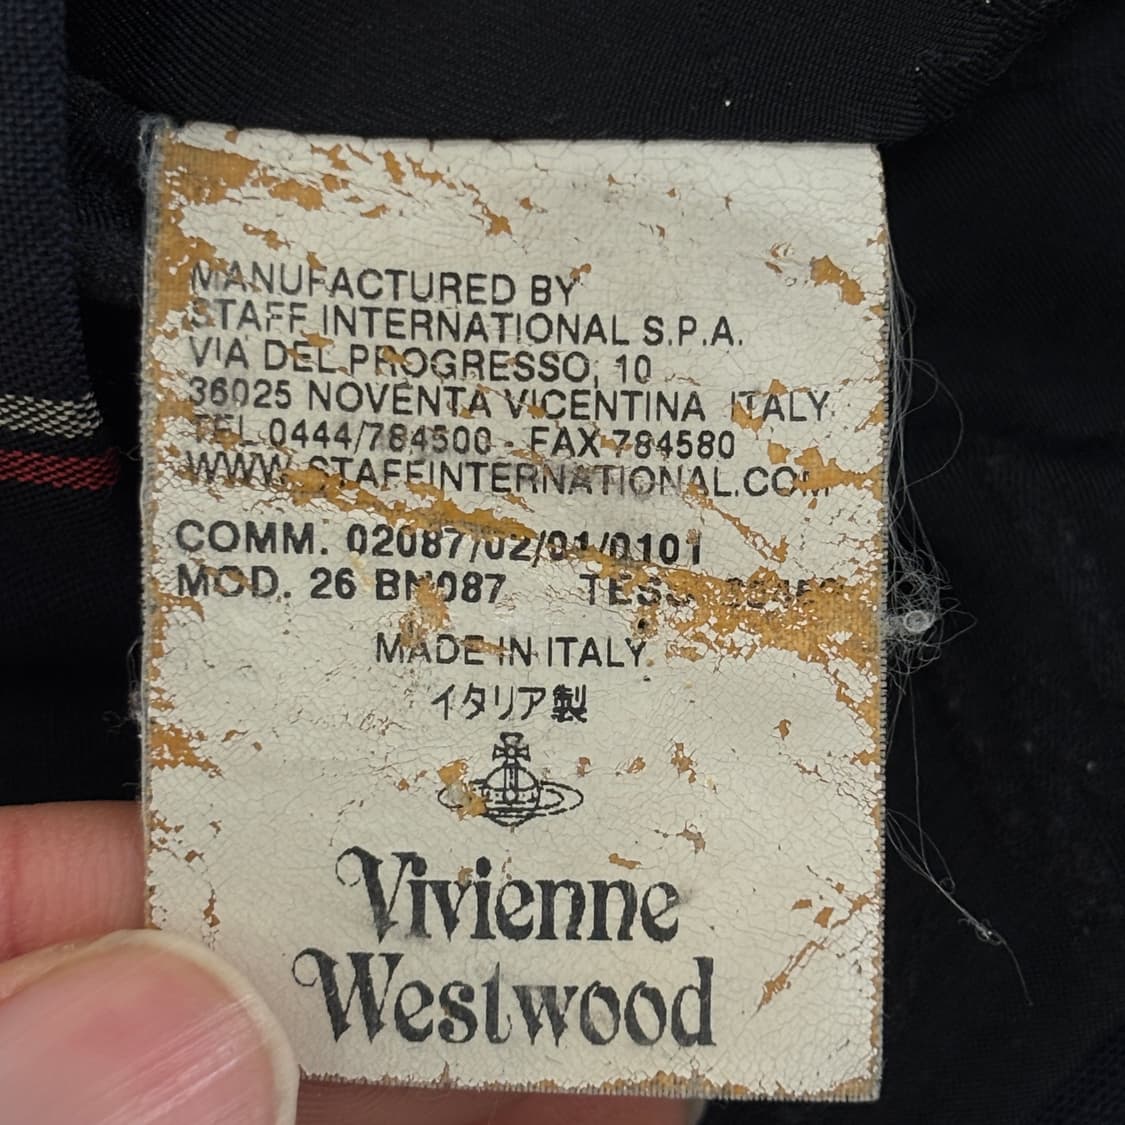 MANUFACTURED BY
STAFF INTERNATIONAL S.P.A.
VIA DEL PROGRESSO, 10
36025 NOVENTA VICENTINA ITALY
TEL 0444/784500 - FAX 784580
WWW.STAFFINTERNATIONAL.COM
COMM. 02087/02/01/0101
MOD. 26 BN087 TESS.
MADE IN ITALY
イタリア製
Vivienne
Westwood